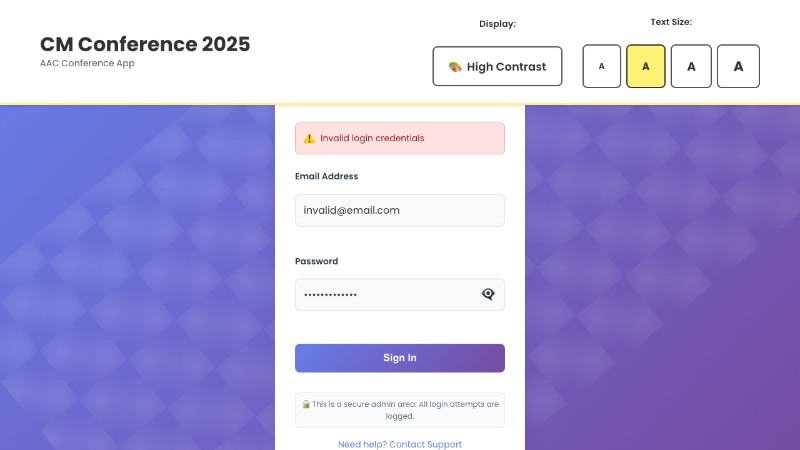 CM Conference 2025
AAC Conference App
Display:
High Contrast
Text Size:
A
A
A
A
Invalid login credentials
Email Address
invalid@email.com
Password
•••••••••••••
Sign In
This is a secure admin area. All login attempts are
logged.
Need help? Contact Support